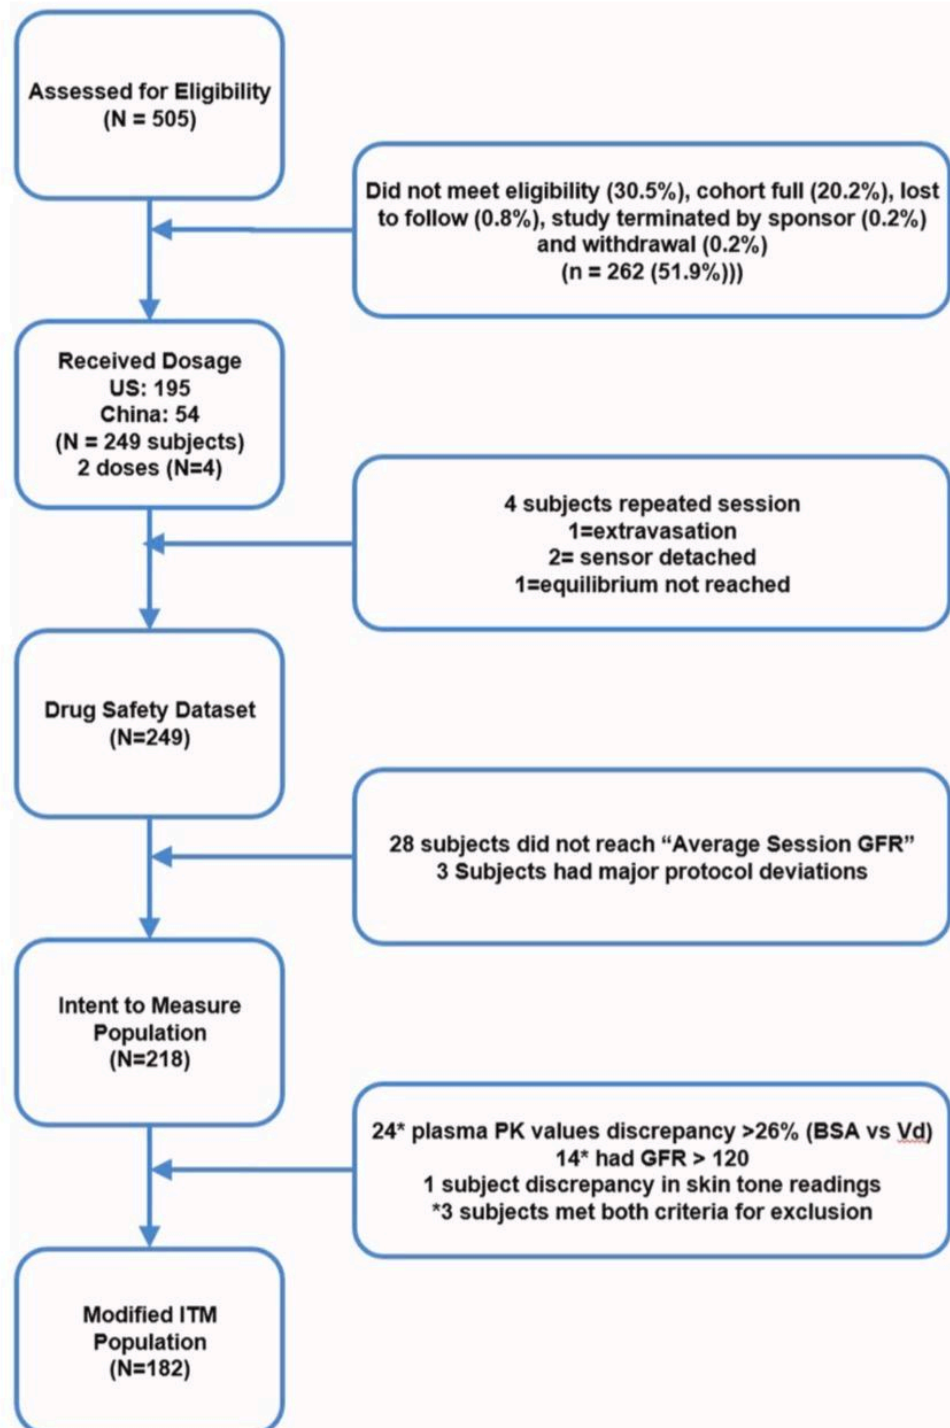 Assessed for Eligibility
(N = 505)
Did not meet eligibility (30.5%), cohort full (20.2%), lost
to follow (0.8%), study terminated by sponsor (0.2%)
and withdrawal (0.2%)
(n = 262 (51.9%)))
Received Dosage
US: 195
China: 54
(N = 249 subjects)
2 doses (N=4)
4 subjects repeated session
1=extravasation
2= sensor detached
1=equilibrium not reached
Drug Safety Dataset
(N=249)
28 subjects did not reach “Average Session GFR”
3 Subjects had major protocol deviations
Intent to Measure
Population
(N=218)
24* plasma PK values discrepancy >26% (BSA vs Vd)
14* had GFR > 120
1 subject discrepancy in skin tone readings
*3 subjects met both criteria for exclusion
Modified ITM
Population
(N=182)